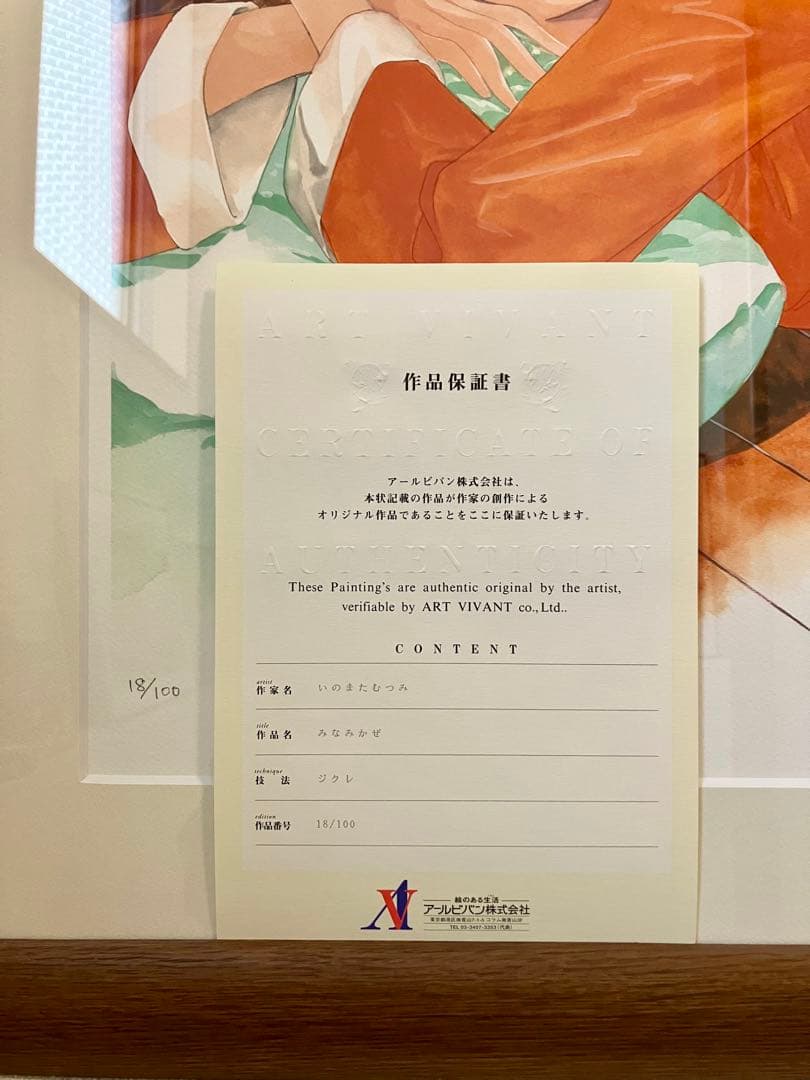 ART VIVANT
作品保証書
CERTIFICATE OF
アールビバン株式会社は、
本状記載の作品が作家の創作による
オリジナル作品であることをここに保証いたします。
AUTHENTICITY
These Painting's are authentic original by the artist,
verifiable by ART VIVANT co.,Ltd..
CONTENT
artist
作家名 いのまたむつみ
title
作品名 みなみかぜ
technique
技 法 ジクレ
edition
作品番号 18/100
18/100
絵のある生活
アールビバン株式会社
TEL 03-3407-3353(代表)